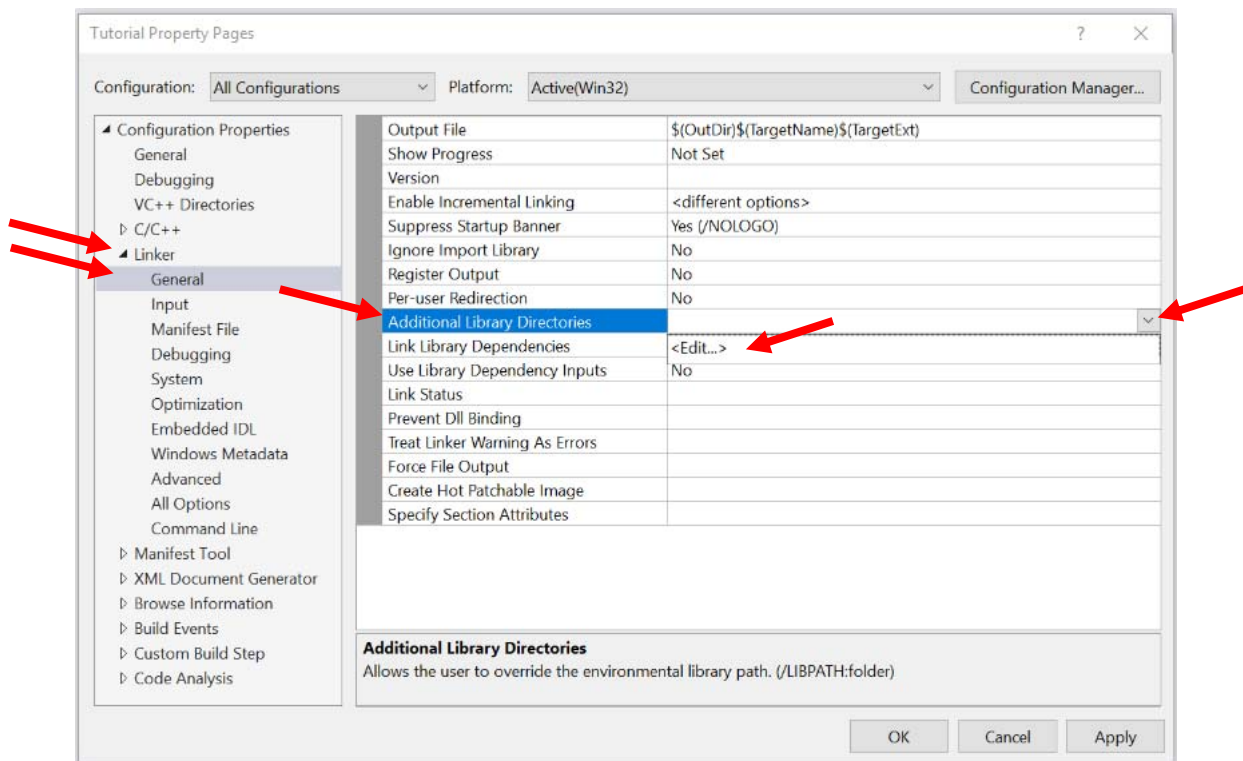 Tutorial Property Pages
?
Configuration: All Configurations Platform: Active(Win32) Configuration Manager...
Configuration Properties
General
Debugging
VC++ Directories
C/C++
Linker
General
Input
Manifest File
Debugging
System
Optimization
Embedded IDL
Windows Metadata
Advanced
All Options
Command Line
Manifest Tool
XML Document Generator
Browse Information
Build Events
Custom Build Step
Code Analysis
Output File $(OutDir)$(TargetName)$(TargetExt)
Show Progress Not Set
Version
Enable Incremental Linking <different options>
Suppress Startup Banner Yes (/NOLOGO)
Ignore Import Library No
Register Output No
Per-user Redirection No
Additional Library Directories
Link Library Dependencies <Edit...>
Use Library Dependency Inputs No
Link Status
Prevent Dll Binding
Treat Linker Warning As Errors
Force File Output
Create Hot Patchable Image
Specify Section Attributes
Additional Library Directories
Allows the user to override the environmental library path. (/LIBPATH:folder)
OK Cancel Apply